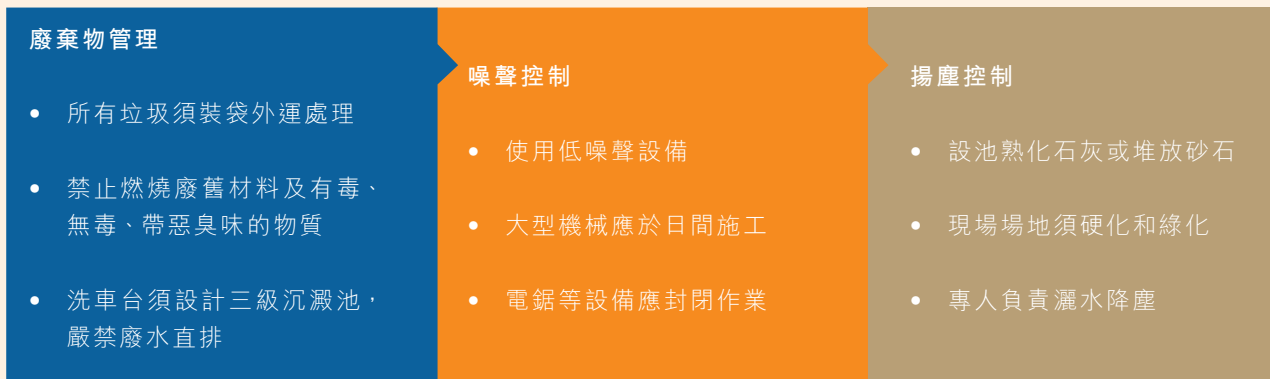 廢棄物管理
• 所有垃圾須裝袋外運處理
• 禁止燃燒廢舊材料及有毒、
無毒、帶惡臭味的物質
• 洗車台須設計三級沉澱池，
嚴禁廢水直排
噪聲控制
• 使用低噪聲設備
• 大型機械應於日間施工
• 電鋸等設備應封閉作業
揚塵控制
• 設池熟化石灰或堆放砂石
• 現場場地須硬化和綠化
• 專人負責灑水降塵